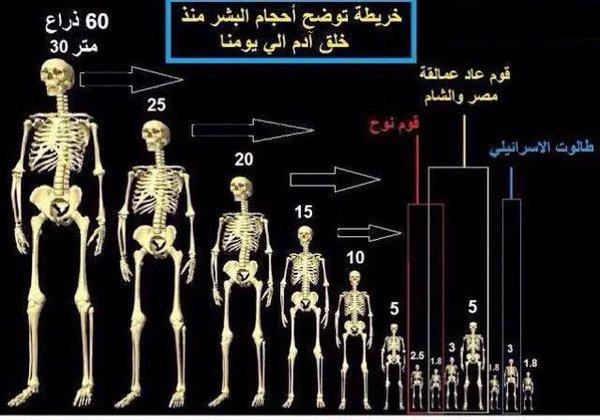 خريطة توضح أحجام البشر منذ
خلق آدم الي يومنا
60 ذراع
30 متر
25
20
15
10
5
2.5
1.8
3
5
1.8
3
1.8
قوم نوح
قوم عاد عمالقة
مصر والشام
طالوت الاسرائيلي